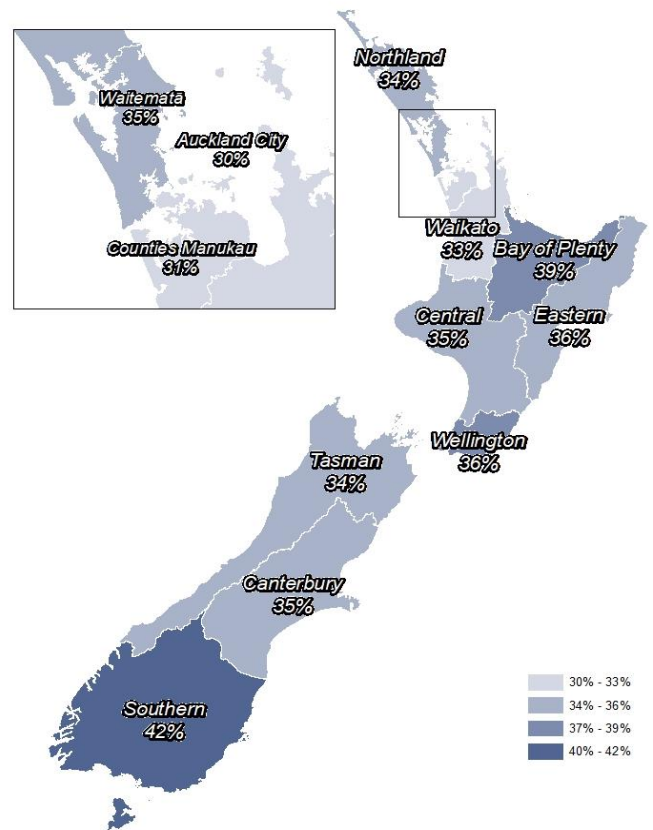 Northland
34%
Waitemata
35%
Auckland City
30%
Counties Manukau
31%
Waikato
33%
Bay of Plenty
39%
Central
35%
Eastern
36%
Wellington
36%
Tasman
34%
Canterbury
35%
Southern
42%
30% - 33%
34% - 36%
37% - 39%
40% - 42%